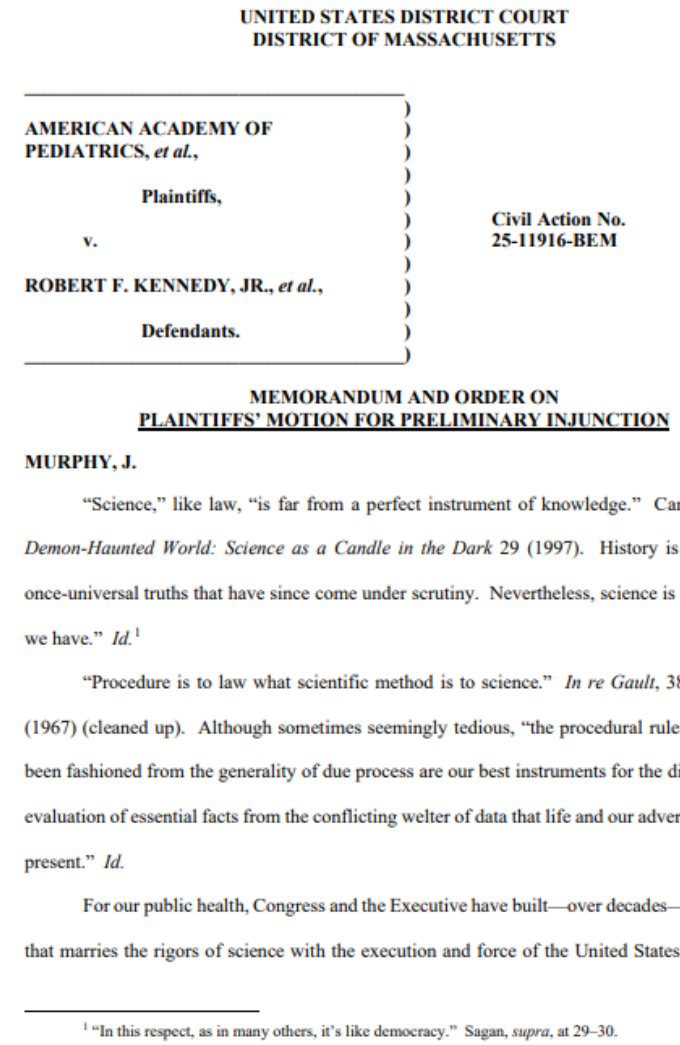 UNITED STATES DISTRICT COURT
DISTRICT OF MASSACHUSETTS
)
AMERICAN ACADEMY OF )
PEDIATRICS, et al., )
)
Plaintiffs, )
) Civil Action No.
v. ) 25-11916-BEM
)
ROBERT F. KENNEDY, JR., et al., )
)
Defendants. )
)
MEMORANDUM AND ORDER ON
PLAINTIFFS’ MOTION FOR PRELIMINARY INJUNCTION
MURPHY, J.
“Science,” like law, “is far from a perfect instrument of knowledge.” Car
Demon-Haunted World: Science as a Candle in the Dark 29 (1997). History is
once-universal truths that have since come under scrutiny. Nevertheless, science is
we have.” Id.1
“Procedure is to law what scientific method is to science.” In re Gault, 38
(1967) (cleaned up). Although sometimes seemingly tedious, “the procedural rule
been fashioned from the generality of due process are our best instruments for the di
evaluation of essential facts from the conflicting welter of data that life and our adver
present.” Id.
For our public health, Congress and the Executive have built—over decades—
that marries the rigors of science with the execution and force of the United States
1 “In this respect, as in many others, it’s like democracy.” Sagan, supra, at 29–30.